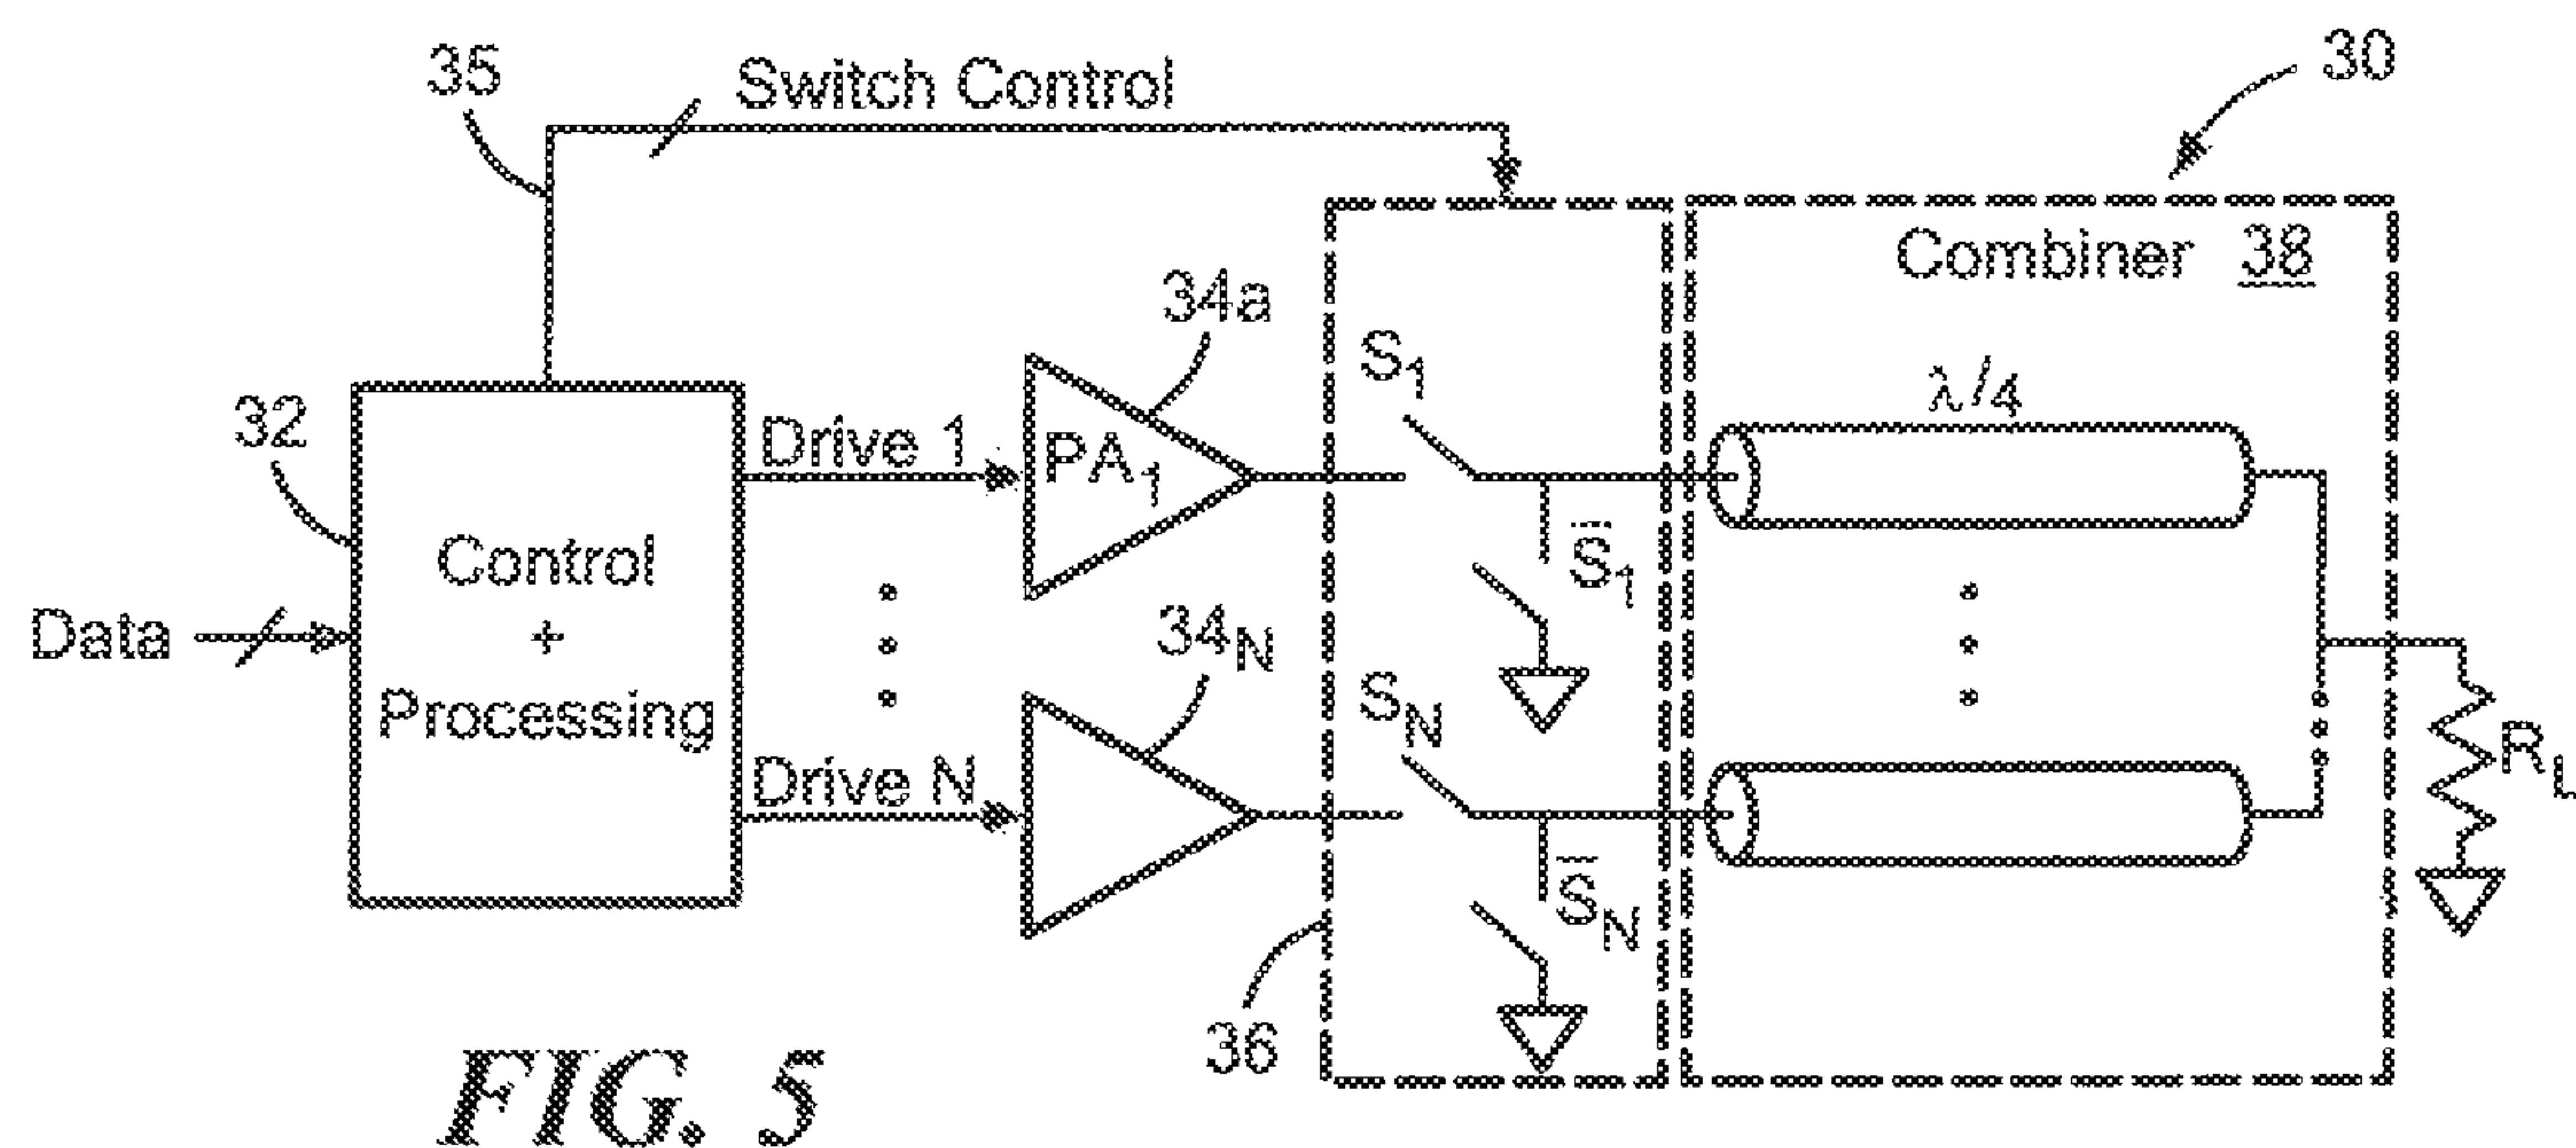 35
Switch Control
30
Combiner 38
34a
S1
λ/4
32
Drive 1
PA1
S̄1
Control
+
Processing
Data
34N
SN
RL
Drive N
S̄N
36
FIG. 5